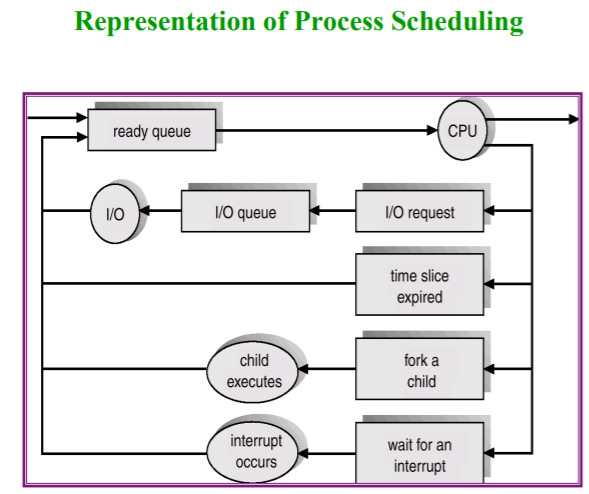 Representation of Process Scheduling
ready queue
CPU
I/O
I/O queue
I/O request
time slice
expired
child
executes
fork a
child
interrupt
occurs
wait for an
interrupt